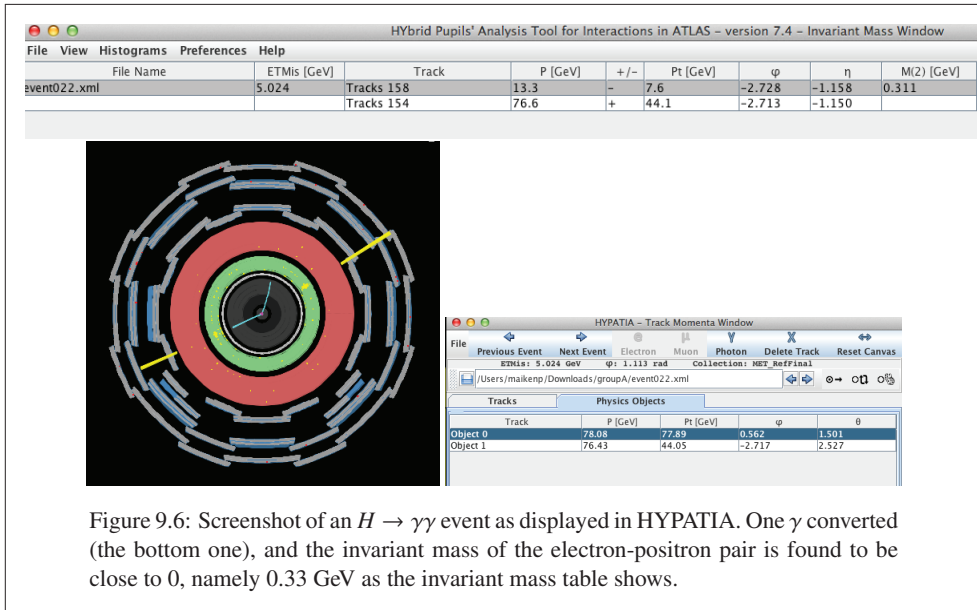 HYbrid Pupils' Analysis Tool for Interactions in ATLAS – version 7.4 – Invariant Mass Window
File View Histograms Preferences Help
File Name ETMis [GeV] Track P [GeV] +/- Pt [GeV] φ η M(2) [GeV]
event022.xml 5.024 Tracks 158 13.3 - 7.6 -2.728 -1.158 0.311
Tracks 154 76.6 + 44.1 -2.713 -1.150
HYPATIA – Track Momenta Window
File Previous Event Next Event Electron Muon Photon Delete Track Reset Canvas
ETMis: 5.024 GeV φ: 1.113 rad Collection: MET_RefFinal
/Users/maikenp/Downloads/groupA/event022.xml
Tracks Physics Objects
Track P [GeV] Pt [GeV] φ θ
Object 0 78.08 77.89 0.562 1.501
Object 1 76.43 44.05 -2.717 2.527
Figure 9.6: Screenshot of an H → γγ event as displayed in HYPATIA. One γ converted
(the bottom one), and the invariant mass of the electron-positron pair is found to be
close to 0, namely 0.33 GeV as the invariant mass table shows.